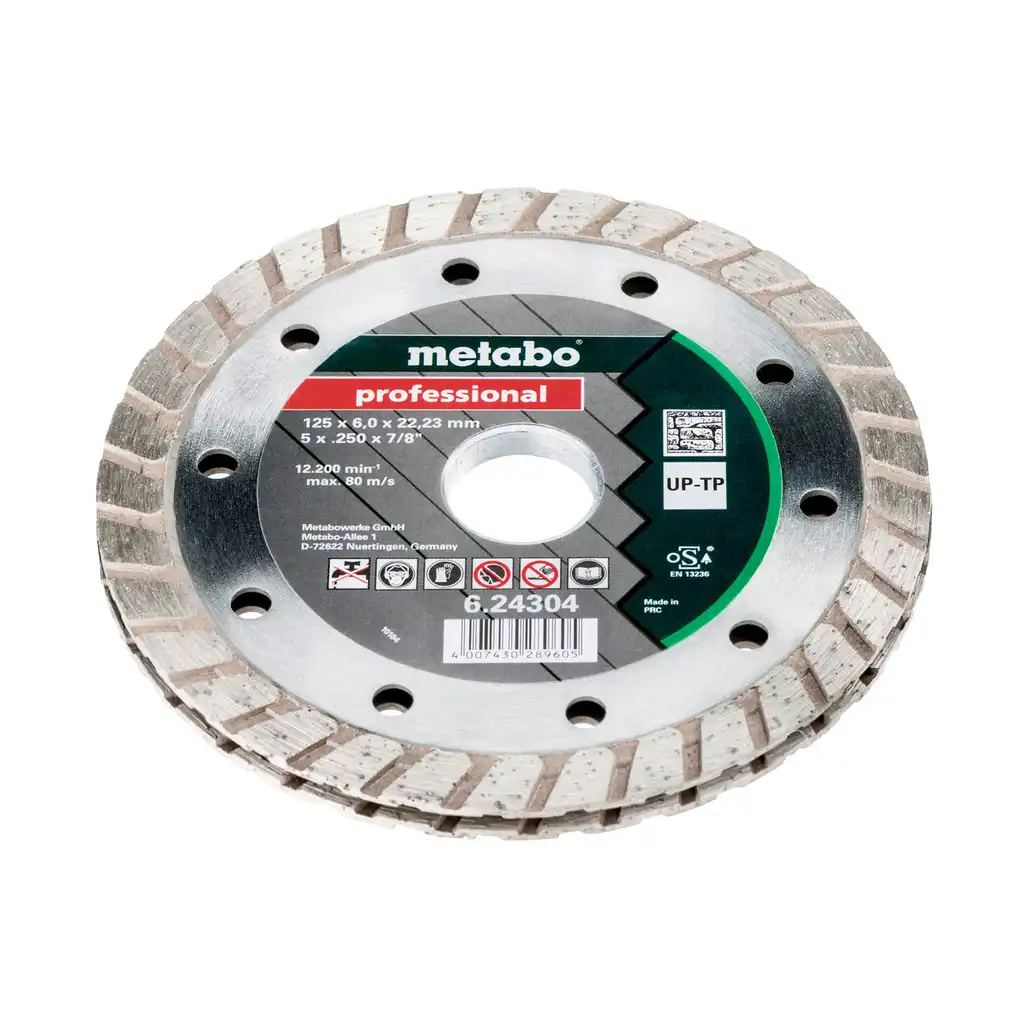 metabo®
professional
125 x 6,0 x 22,23 mm
5 x .250 x 7/8"
12.200 min⁻¹
max. 80 m/s
UP-TP
Metabowerke GmbH
Metabo-Allee 1
D-72622 Nuertingen, Germany
oSA®
EN 13236
6.24304
Made in
PRC
10104
4 007430 289605